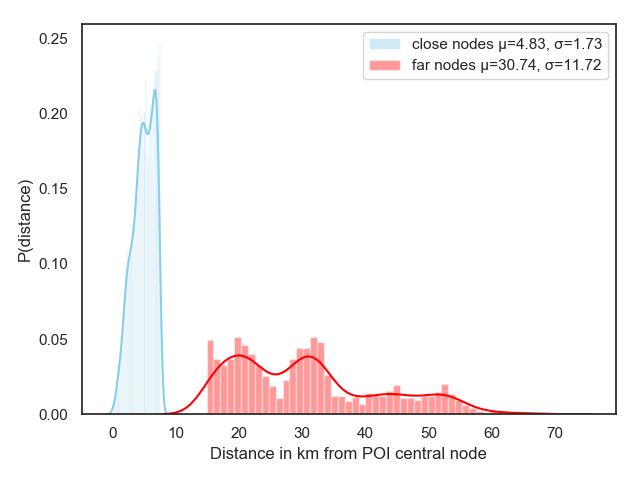 close nodes μ=4.83, σ=1.73
far nodes μ=30.74, σ=11.72
0.25
0.20
0.15
0.10
0.05
0.00
P(distance)
0 10 20 30 40 50 60 70
Distance in km from POI central node